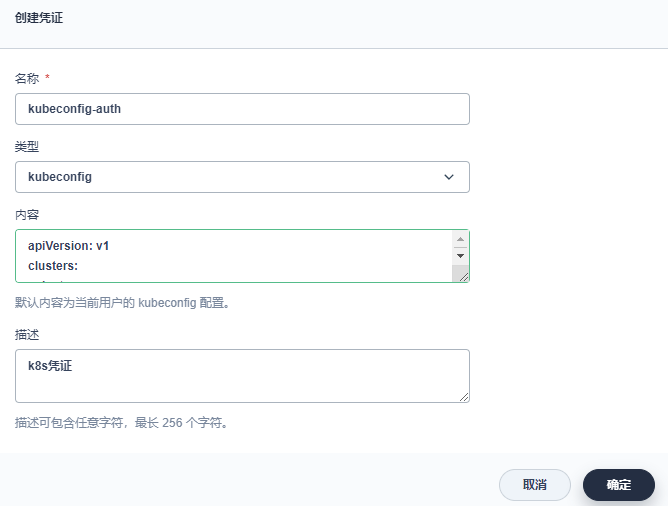 创建凭证
名称 *
kubeconfig-auth
类型
kubeconfig
内容
apiVersion: v1
clusters:
默认内容为当前用户的 kubeconfig 配置。
描述
k8s凭证
描述可包含任意字符，最长 256 个字符。
取消
确定